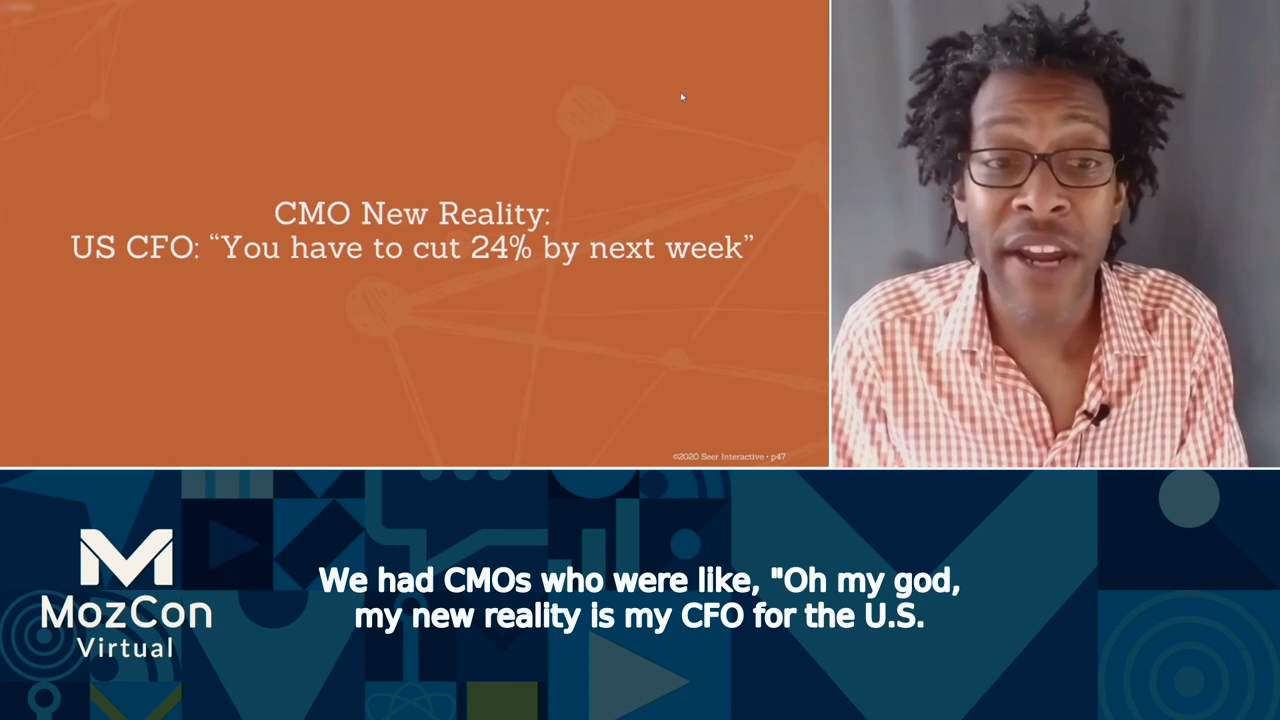 CMO New Reality:
US CFO: “You have to cut 24% by next week”
©2020 Seer Interactive • p47
MozCon
Virtual
We had CMOs who were like, "Oh my god,
my new reality is my CFO for the U.S.